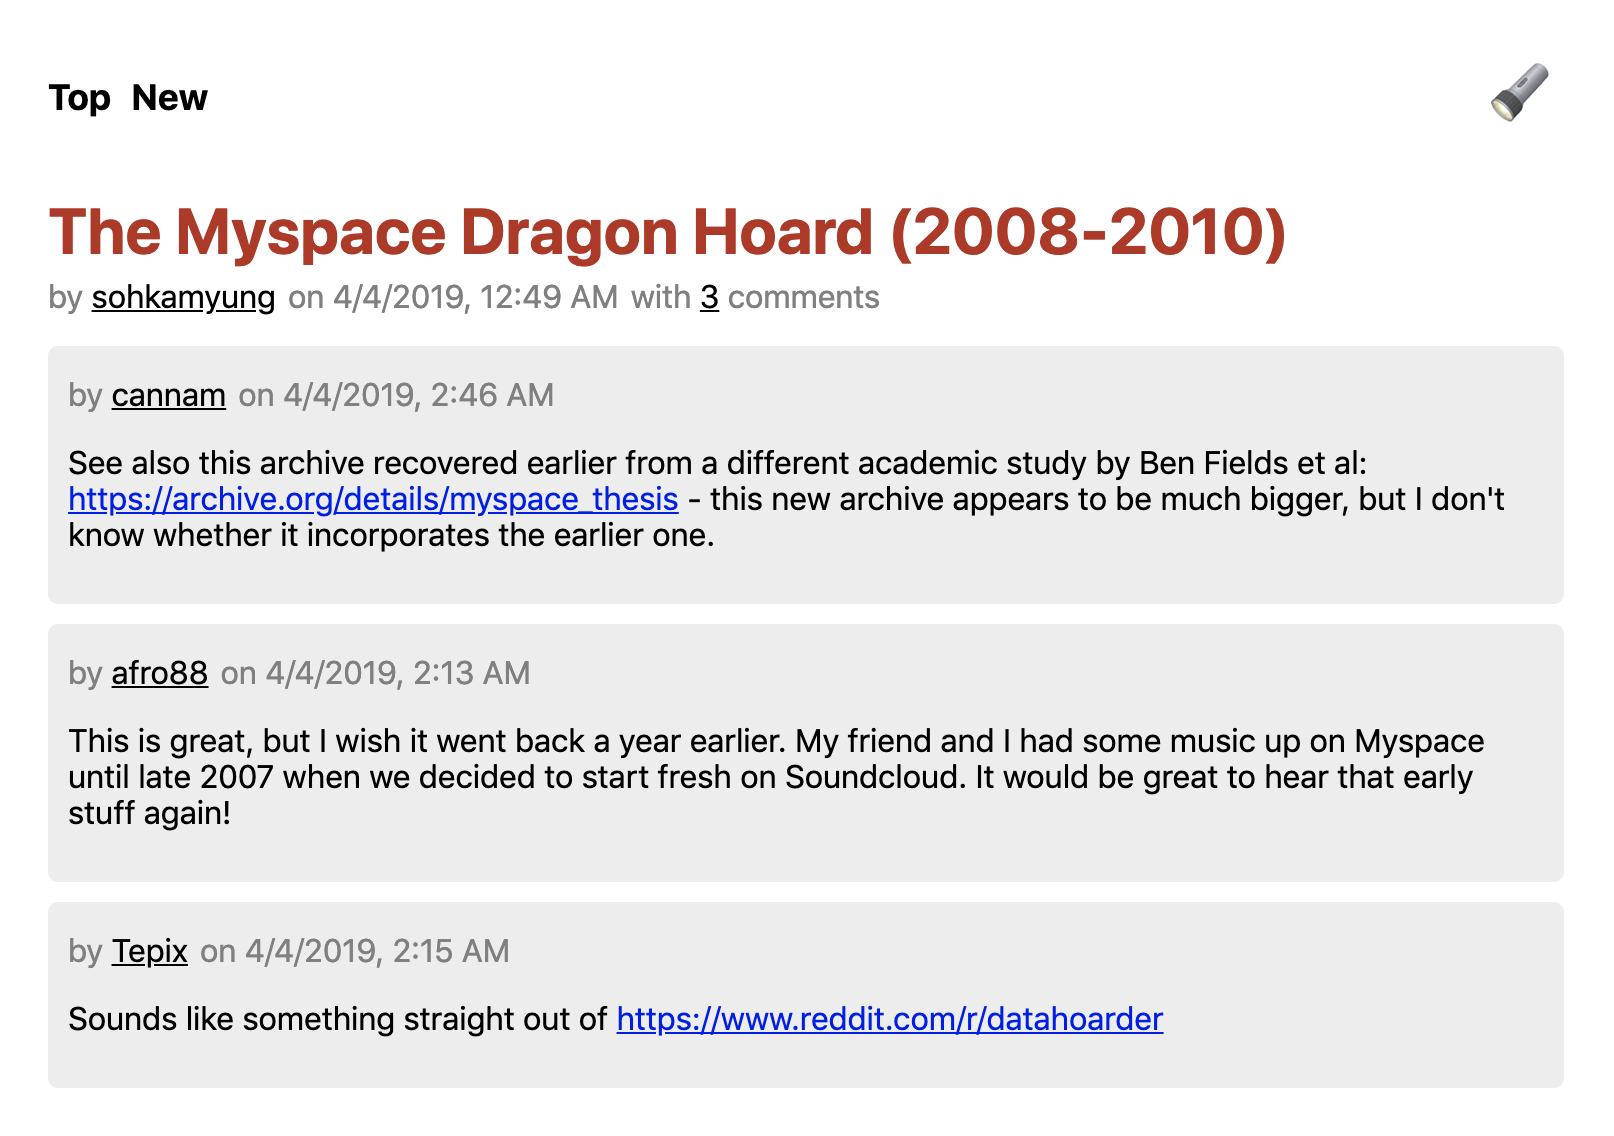 Top New
The Myspace Dragon Hoard (2008-2010)
by sohkamyung on 4/4/2019, 12:49 AM with 3 comments
by cannam on 4/4/2019, 2:46 AM
See also this archive recovered earlier from a different academic study by Ben Fields et al:
https://archive.org/details/myspace_thesis - this new archive appears to be much bigger, but I don't
know whether it incorporates the earlier one.
by afro88 on 4/4/2019, 2:13 AM
This is great, but I wish it went back a year earlier. My friend and I had some music up on Myspace
until late 2007 when we decided to start fresh on Soundcloud. It would be great to hear that early
stuff again!
by Tepix on 4/4/2019, 2:15 AM
Sounds like something straight out of https://www.reddit.com/r/datahoarder